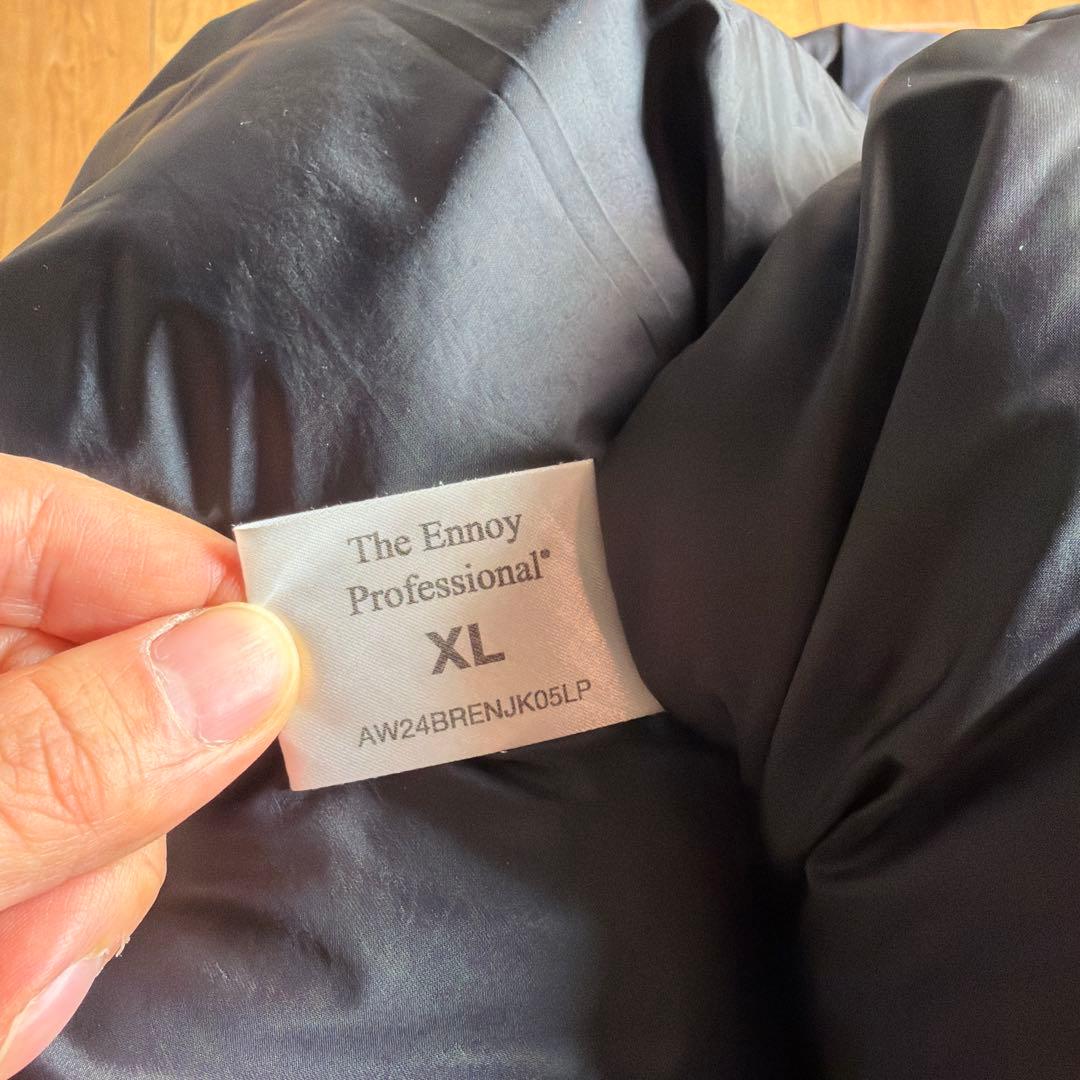 The Ennoy
Professional®
XL
AW24BRENJK05LP